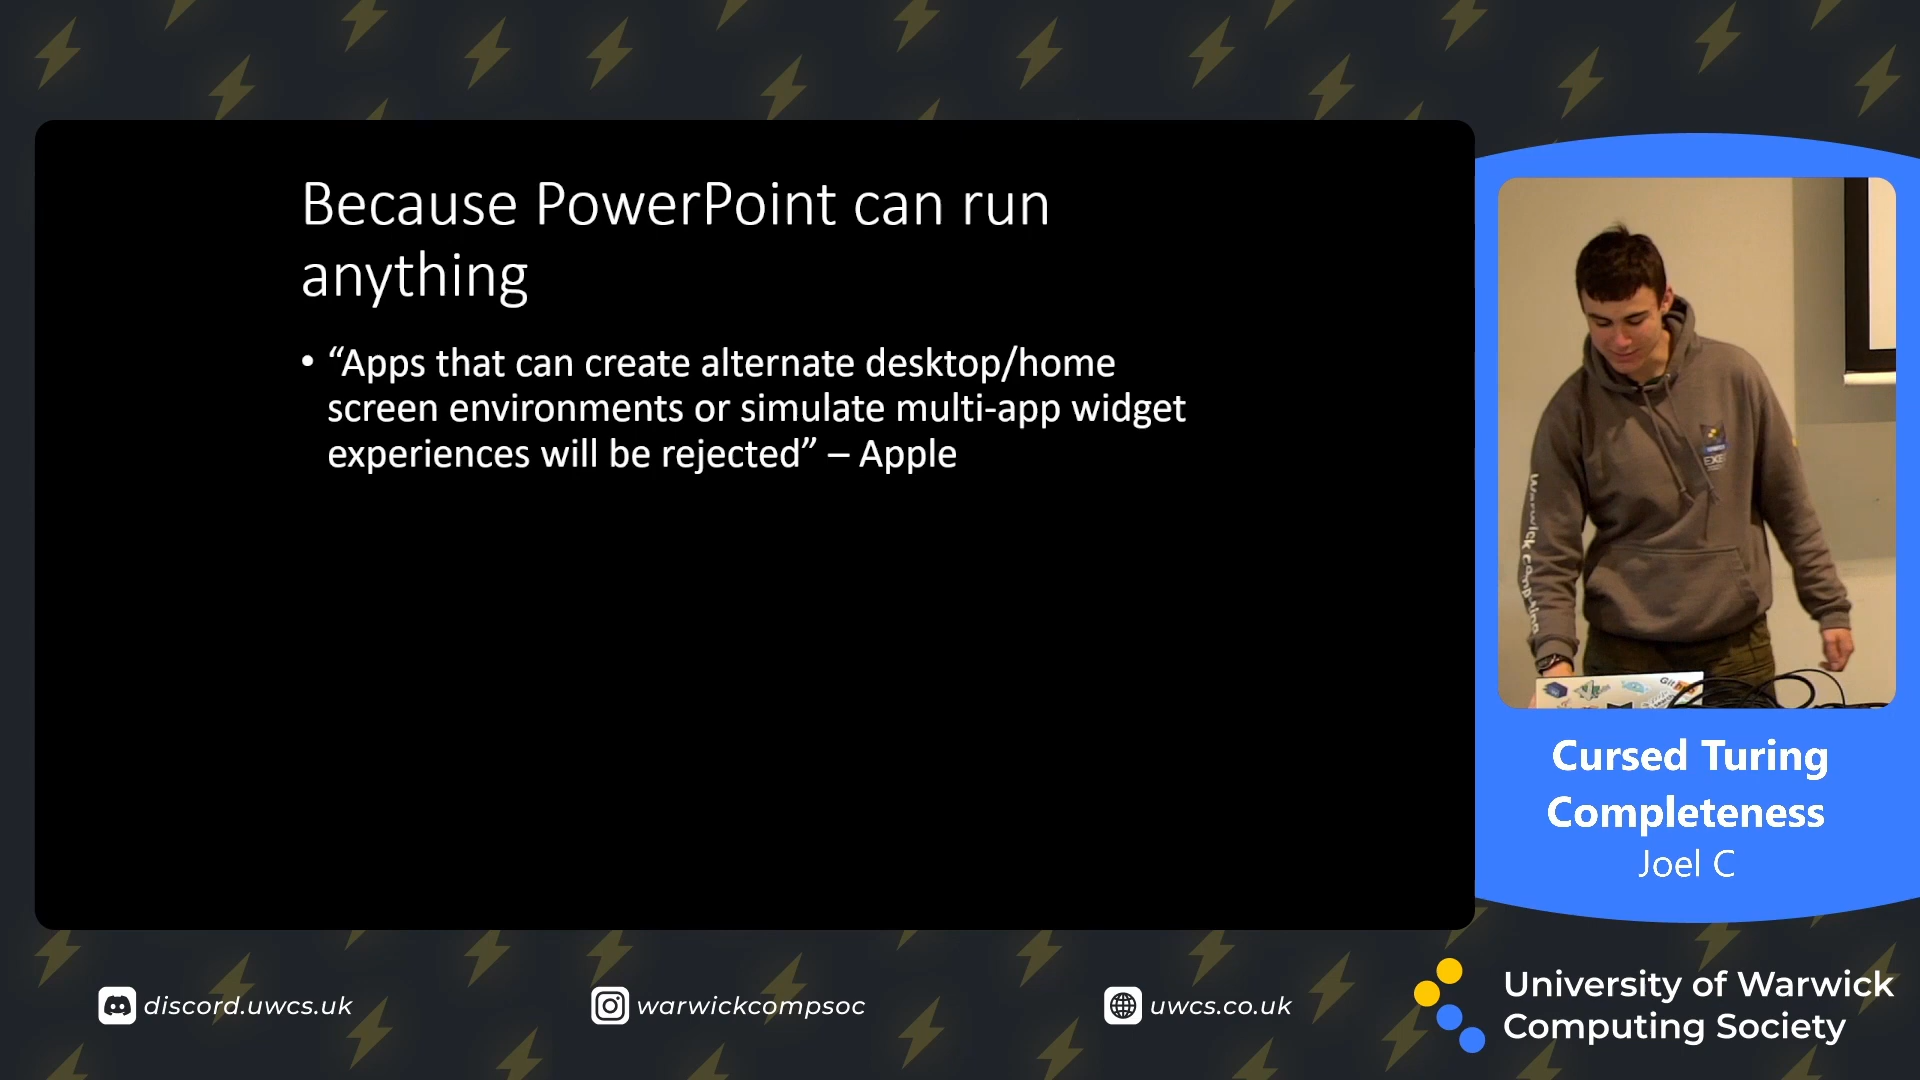 Because PowerPoint can run
anything
• “Apps that can create alternate desktop/home
screen environments or simulate multi-app widget
experiences will be rejected” – Apple
Cursed Turing
Completeness
Joel C
discord.uwcs.uk
warwickcompsoc
uwcs.co.uk
University of Warwick
Computing Society